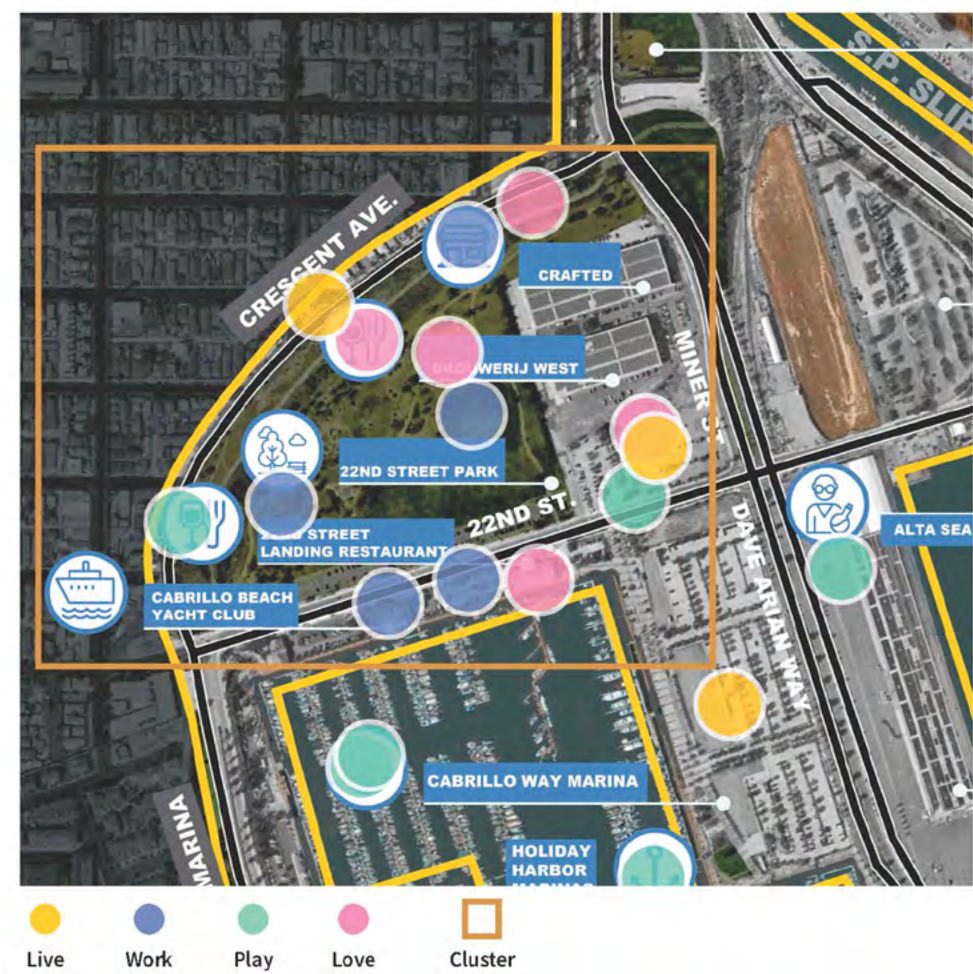 S.P. SLIP
CRESCENT AVE.
CRAFTED
MINER ST
WERIJ WEST
22ND STREET PARK
22ND ST.
STREET
LANDING RESTAURANT
DAVE ARIAN WAY
ALTA SEA
CABRILLO BEACH
YACHT CLUB
CABRILLO WAY MARINA
MARINA
HOLIDAY
HARBOR
MARINAS
Live
Work
Play
Love
Cluster